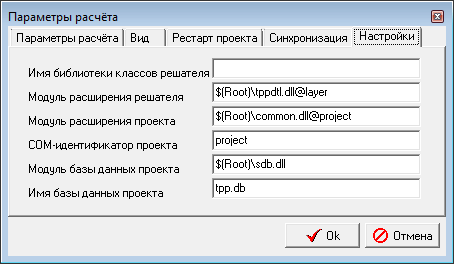 Параметры расчёта
Параметры расчёта Вид Рестарт проекта Синхронизация Настройки
Имя библиотеки классов решателя
Модуль расширения решателя $(Root)\tppdtl.dll@layer
Модуль расширения проекта $(Root)\common.dll@project
COM-идентификатор проекта project
Модуль базы данных проекта $(Root)\sdb.dll
Имя базы данных проекта tpp.db
Ok Отмена